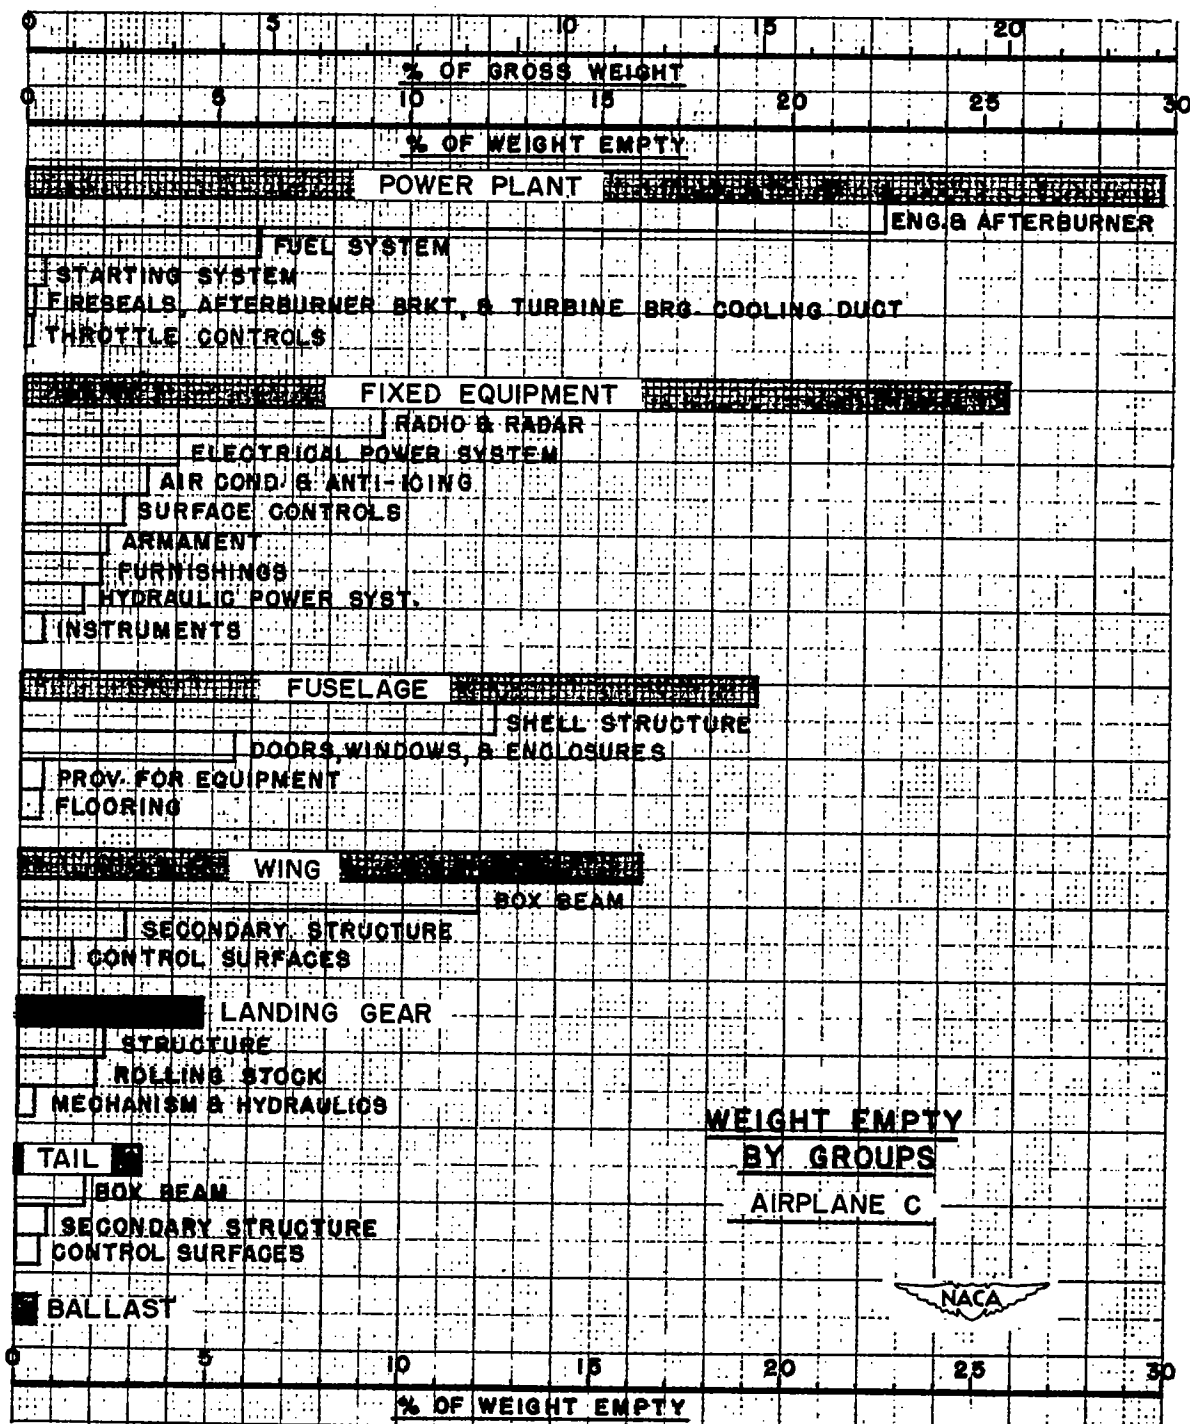 0 5 10 15 20
% OF GROSS WEIGHT
0 5 10 15 20 25 30
% OF WEIGHT EMPTY
POWER PLANT
ENG. & AFTERBURNER
FUEL SYSTEM
STARTING SYSTEM
FIRESEALS, AFTERBURNER BRKT., & TURBINE BRG. COOLING DUCT
THROTTLE CONTROLS
FIXED EQUIPMENT
RADIO & RADAR
ELECTRICAL POWER SYSTEM
AIR COND. & ANTI-ICING
SURFACE CONTROLS
ARMAMENT
FURNISHINGS
HYDRAULIC POWER SYST.
INSTRUMENTS
FUSELAGE
SHELL STRUCTURE
DOORS, WINDOWS, & ENCLOSURES
PROV. FOR EQUIPMENT
FLOORING
WING
BOX BEAM
SECONDARY STRUCTURE
CONTROL SURFACES
LANDING GEAR
STRUCTURE
ROLLING STOCK
MECHANISM & HYDRAULICS
TAIL
BOX BEAM
SECONDARY STRUCTURE
CONTROL SURFACES
BALLAST
WEIGHT EMPTY
BY GROUPS
AIRPLANE C
NACA
0 5 10 15 20 25 30
% OF WEIGHT EMPTY